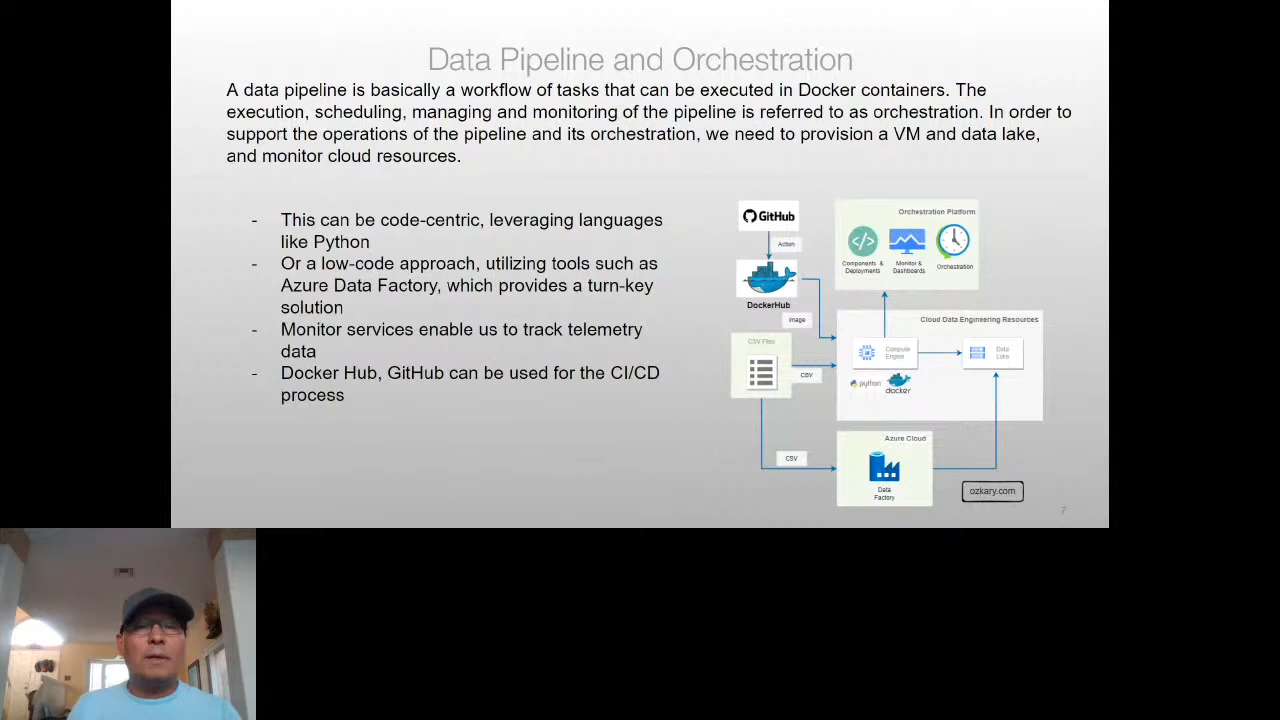 Data Pipeline and Orchestration
A data pipeline is basically a workflow of tasks that can be executed in Docker containers. The
execution, scheduling, managing and monitoring of the pipeline is referred to as orchestration. In order to
support the operations of the pipeline and its orchestration, we need to provision a VM and data lake,
and monitor cloud resources.
- This can be code-centric, leveraging languages
like Python
- Or a low-code approach, utilizing tools such as
Azure Data Factory, which provides a turn-key
solution
- Monitor services enable us to track telemetry
data
- Docker Hub, GitHub can be used for the CI/CD
process
GitHub
Action
DockerHub
image
CSV Files
CSV
CSV
Orchestration Platform
Components &
Deployments
Monitor &
Dashboards
Orchestration
Cloud Data Engineering Resources
Compute
Engine
Data
Lake
python
docker
Azure Cloud
Data
Factory
ozkary.com
7